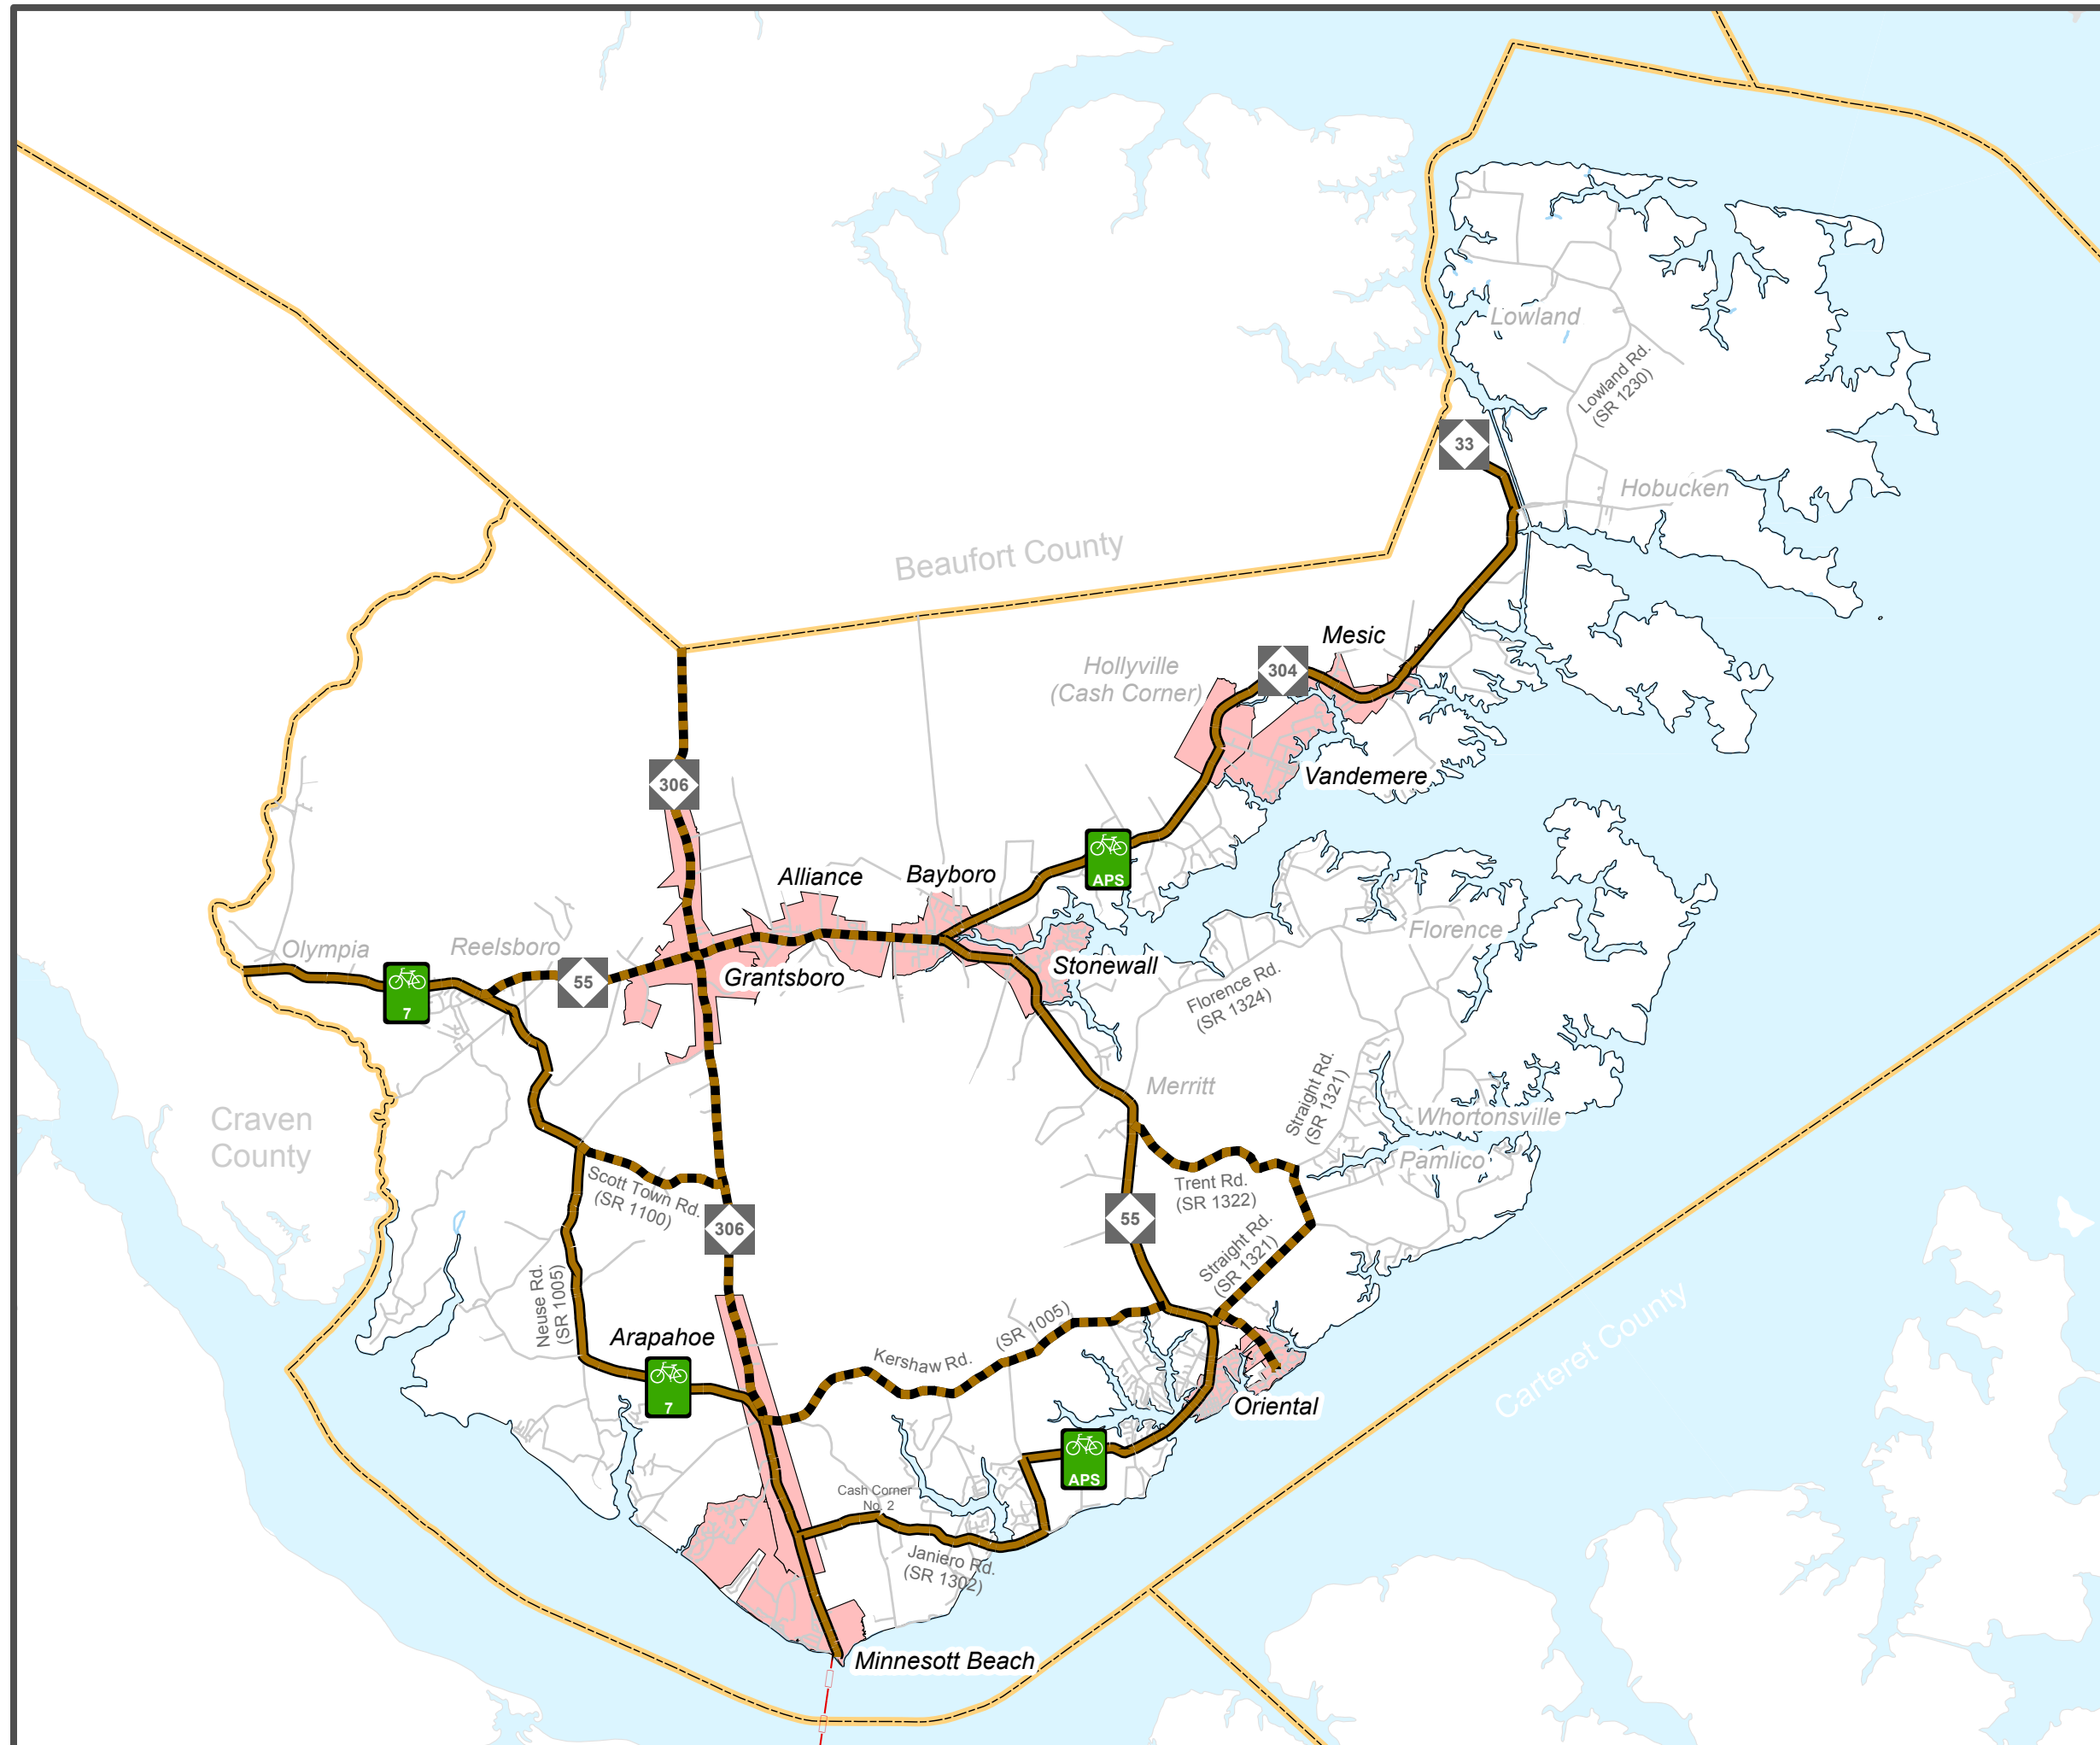 Lowland
Lowland Rd.
(SR 1230)
33
Hobucken
Beaufort County
Mesic
Hollyville
(Cash Corner)
304
Vandemere
306
APS
Alliance
Bayboro
Olympia
Reelsboro
7
55
Grantsboro
Stonewall
Florence
Florence Rd.
(SR 1324)
Merritt
Straight Rd.
(SR 1321)
Whortonsville
Craven
County
Pamlico
Scott Town Rd.
(SR 1100)
Trent Rd.
(SR 1322)
306
55
Straight Rd.
(SR 1321)
Neuse Rd.
(SR 1005)
Arapahoe
7
Kershaw Rd.
(SR 1005)
Carteret County
Oriental
APS
Cash Corner
No. 2
Janiero Rd.
(SR 1302)
Minnesott Beach